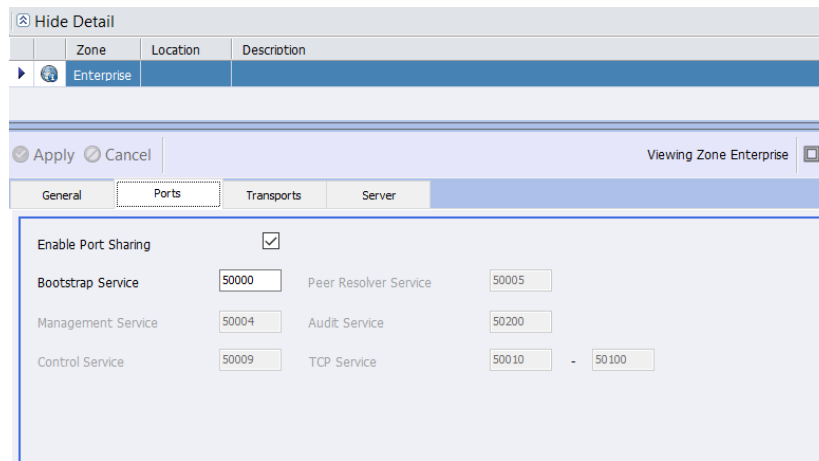 Hide Detail
Zone Location Description
Enterprise
Apply Cancel Viewing Zone Enterprise
General Ports Transports Server
Enable Port Sharing
Bootstrap Service 50000 Peer Resolver Service 50005
Management Service 50004 Audit Service 50200
Control Service 50009 TCP Service 50010 - 50100